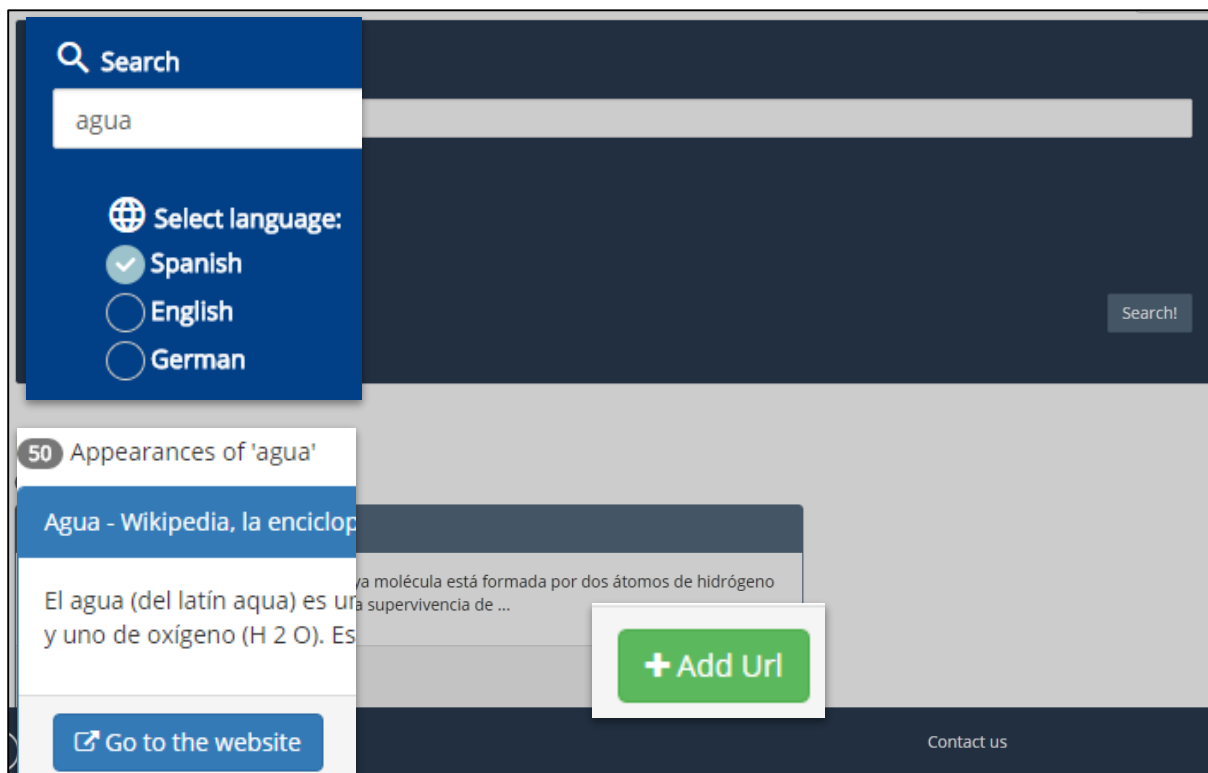 Search
agua
Select language:
Spanish
English
German
Search!
50 Appearances of 'agua'
Agua - Wikipedia, la enciclop
El agua (del latín aqua) es un
ya molécula está formada por dos átomos de hidrógeno
y uno de oxígeno (H 2 O). Es
a supervivencia de ...
+ Add Url
Go to the website
Contact us